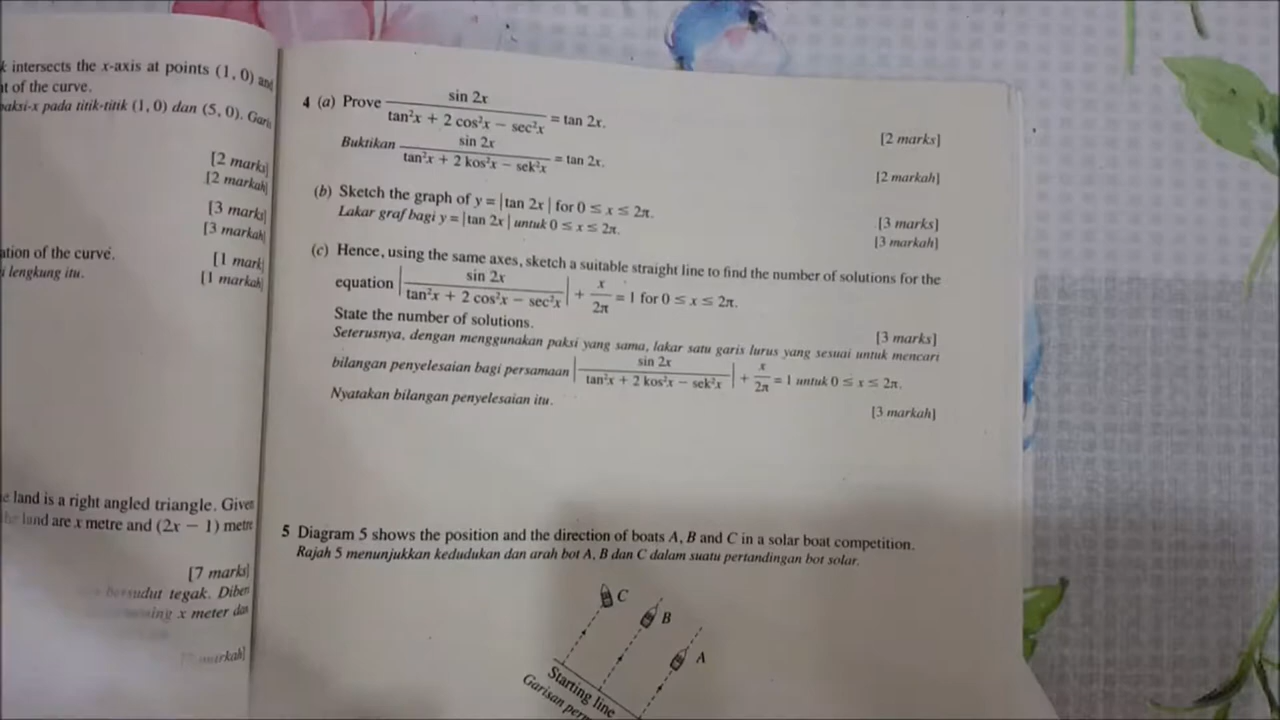 k intersects the x-axis at points (1, 0) and
t of the curve.
paksi-x pada titik-titik (1, 0) dan (5, 0). Garis
[2 marks]
[2 markah]
[3 marks]
[3 markah]
ation of the curve.
[1 mark]
i lengkung itu.
[1 markah]
land is a right angled triangle. Given
land are x metre and (2x − 1) metre
[7 marks]
bersudut tegak. Diberi
x meter dan
markah]
4 (a) Prove sin 2x / (tan²x + 2 cos²x − sec²x) = tan 2x.
[2 marks]
Buktikan sin 2x / (tan²x + 2 kos²x − sek²x) = tan 2x.
[2 markah]
(b) Sketch the graph of y = |tan 2x| for 0 ≤ x ≤ 2π.
[3 marks]
Lakar graf bagi y = |tan 2x| untuk 0 ≤ x ≤ 2π.
[3 markah]
(c) Hence, using the same axes, sketch a suitable straight line to find the number of solutions for the
equation |sin 2x / (tan²x + 2 cos²x − sec²x)| + x/2π = 1 for 0 ≤ x ≤ 2π.
State the number of solutions.
[3 marks]
Seterusnya, dengan menggunakan paksi yang sama, lakar satu garis lurus yang sesuai untuk mencari
bilangan penyelesaian bagi persamaan |sin 2x / (tan²x + 2 kos²x − sek²x)| + x/2π = 1 untuk 0 ≤ x ≤ 2π.
Nyatakan bilangan penyelesaian itu.
[3 markah]
5 Diagram 5 shows the position and the direction of boats A, B and C in a solar boat competition.
Rajah 5 menunjukkan kedudukan dan arah bot A, B dan C dalam suatu pertandingan bot solar.
C
B
A
Starting line
Garisan